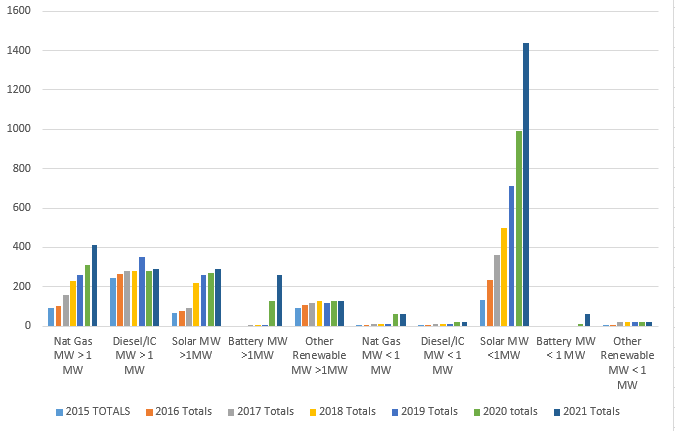 1600
1400
1200
1000
800
600
400
200
0
Nat Gas MW > 1 MW
Diesel/IC MW > 1 MW
Solar MW >1MW
Battery MW >1MW
Other Renewable MW >1MW
Nat Gas MW < 1 MW
Diesel/IC MW < 1 MW
Solar MW <1MW
Battery MW < 1 MW
Other Renewable MW < 1 MW
2015 TOTALS 2016 Totals 2017 Totals 2018 Totals 2019 Totals 2020 totals 2021 Totals